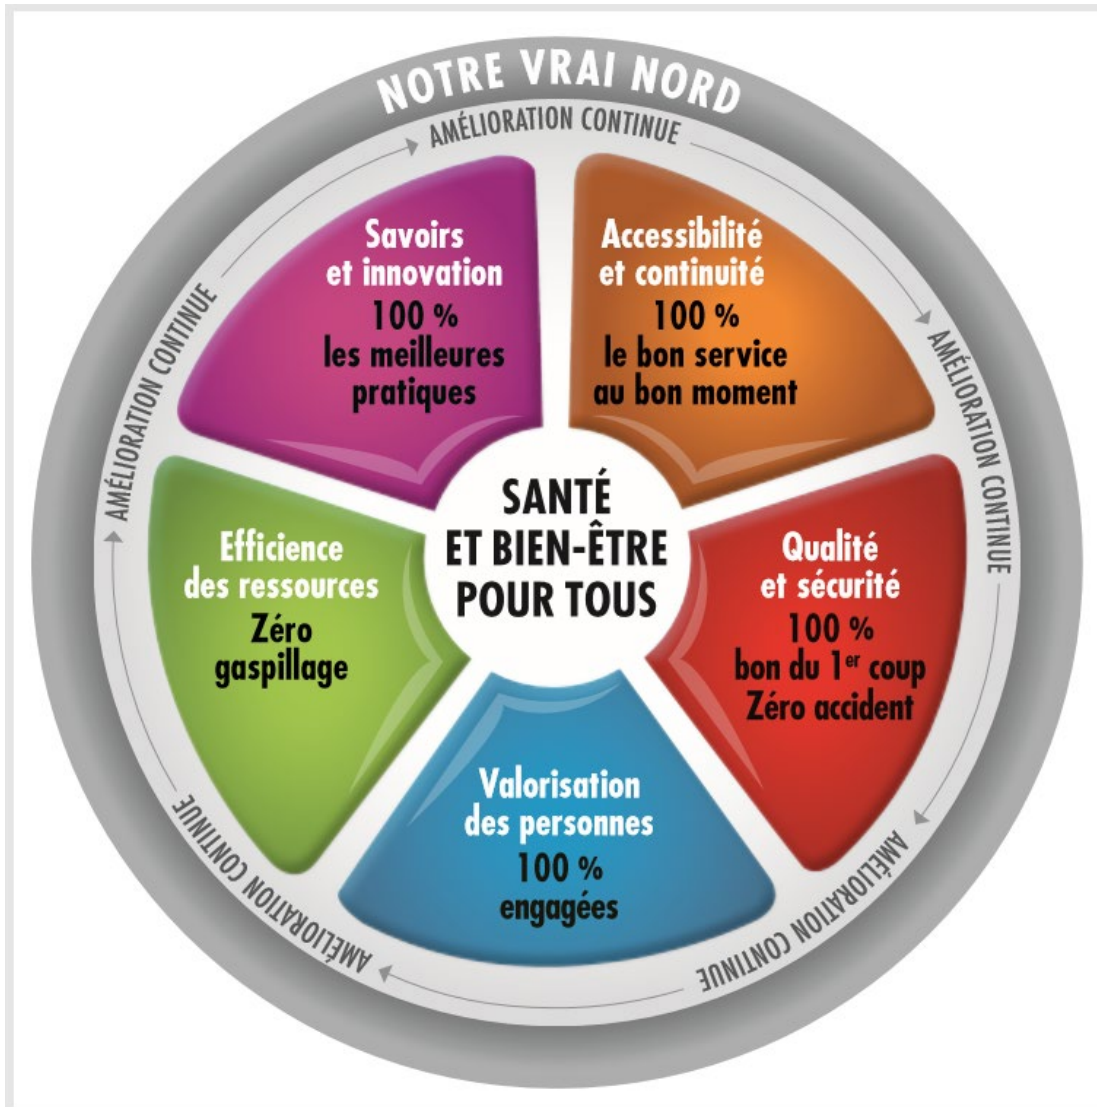 NOTRE VRAI NORD
AMÉLIORATION CONTINUE
Savoirs
et innovation
100 %
les meilleures
pratiques
Accessibilité
et continuité
100 %
le bon service
au bon moment
AMÉLIORATION CONTINUE
AMÉLIORATION CONTINUE
SANTÉ
ET BIEN-ÊTRE
POUR TOUS
Efficience
des ressources
Zéro
gaspillage
Qualité
et sécurité
100 %
bon du 1er coup
Zéro accident
Valorisation
des personnes
100 %
engagées
AMÉLIORATION CONTINUE
AMÉLIORATION CONTINUE